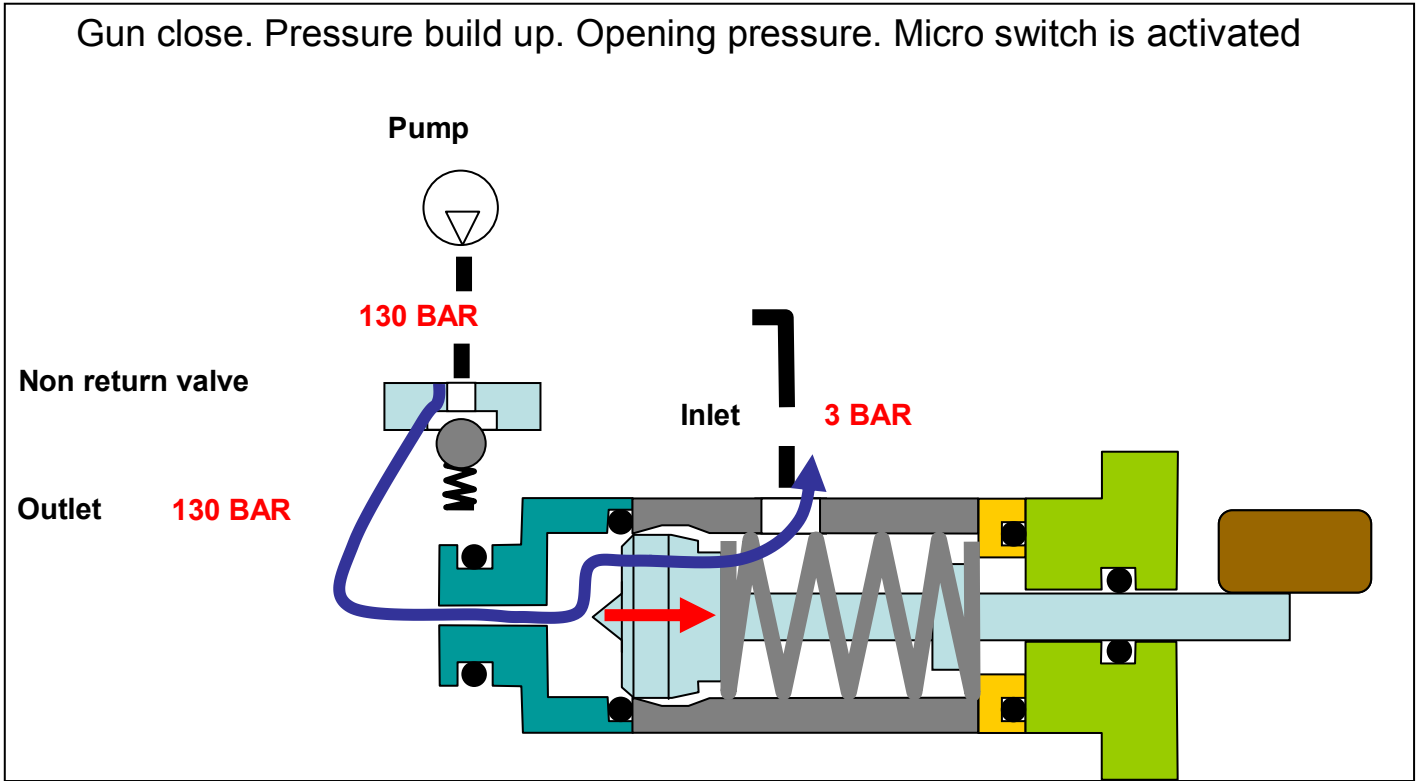 Gun close. Pressure build up. Opening pressure. Micro switch is activated
Pump
130 BAR
Non return valve
Inlet 3 BAR
Outlet 130 BAR